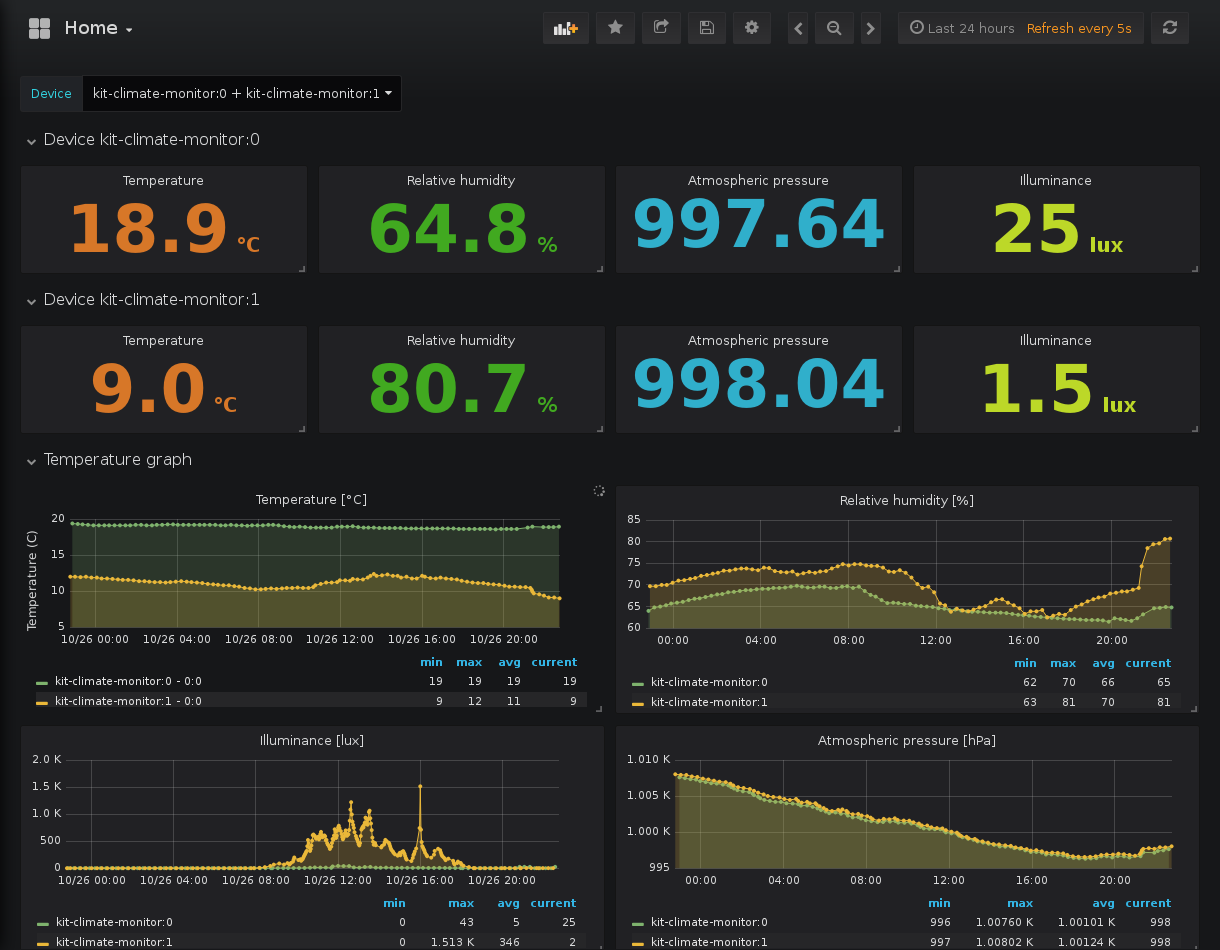 Home
Last 24 hours Refresh every 5s
Device kit-climate-monitor:0 + kit-climate-monitor:1
Device kit-climate-monitor:0
Temperature Relative humidity Atmospheric pressure Illuminance
18.9 °C 64.8 % 997.64 25 lux
Device kit-climate-monitor:1
Temperature Relative humidity Atmospheric pressure Illuminance
9.0 °C 80.7 % 998.04 1.5 lux
Temperature graph
Temperature [°C]
Temperature (C)
20
15
10
5
10/26 00:00 10/26 04:00 10/26 08:00 10/26 12:00 10/26 16:00 10/26 20:00
min max avg current
kit-climate-monitor:0 - 0:0 19 19 19 19
kit-climate-monitor:1 - 0:0 9 12 11 9
Relative humidity [%]
85
80
75
70
65
60
00:00 04:00 08:00 12:00 16:00 20:00
min max avg current
kit-climate-monitor:0 62 70 66 65
kit-climate-monitor:1 63 81 70 81
Illuminance [lux]
2.0 K
1.5 K
1.0 K
500
0
10/26 00:00 10/26 04:00 10/26 08:00 10/26 12:00 10/26 16:00 10/26 20:00
min max avg current
kit-climate-monitor:0 0 43 5 25
kit-climate-monitor:1 0 1.513 K 346 2
Atmospheric pressure [hPa]
1.010 K
1.005 K
1.000 K
995
00:00 04:00 08:00 12:00 16:00 20:00
min max avg current
kit-climate-monitor:0 996 1.00760 K 1.00101 K 998
kit-climate-monitor:1 997 1.00802 K 1.00124 K 998